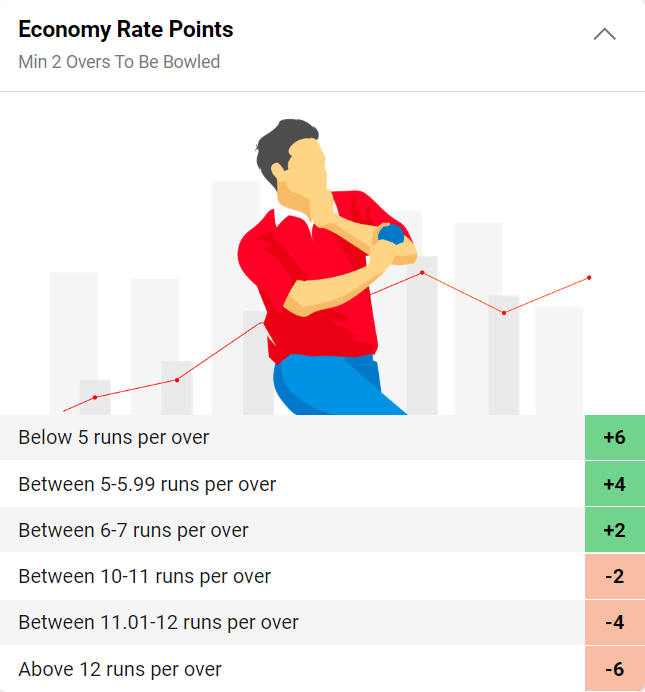 Economy Rate Points
Min 2 Overs To Be Bowled
Below 5 runs per over +6
Between 5-5.99 runs per over +4
Between 6-7 runs per over +2
Between 10-11 runs per over -2
Between 11.01-12 runs per over -4
Above 12 runs per over -6